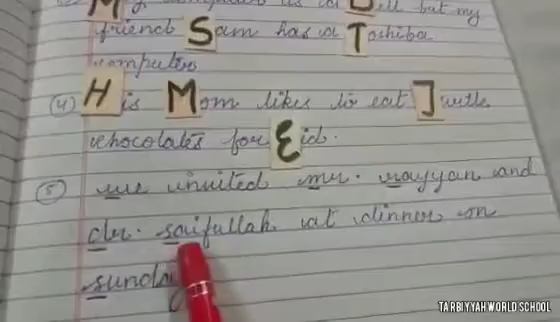 My computer is a Dell but my
friend Sam has a Toshiba
computer
(4) His Mom likes to eat Jwells
chocolates for Eid.
(5) we invited mr. rayyan and
dr. saifullah at dinner on
sunday
TARBIYYAH WORLD SCHOOL